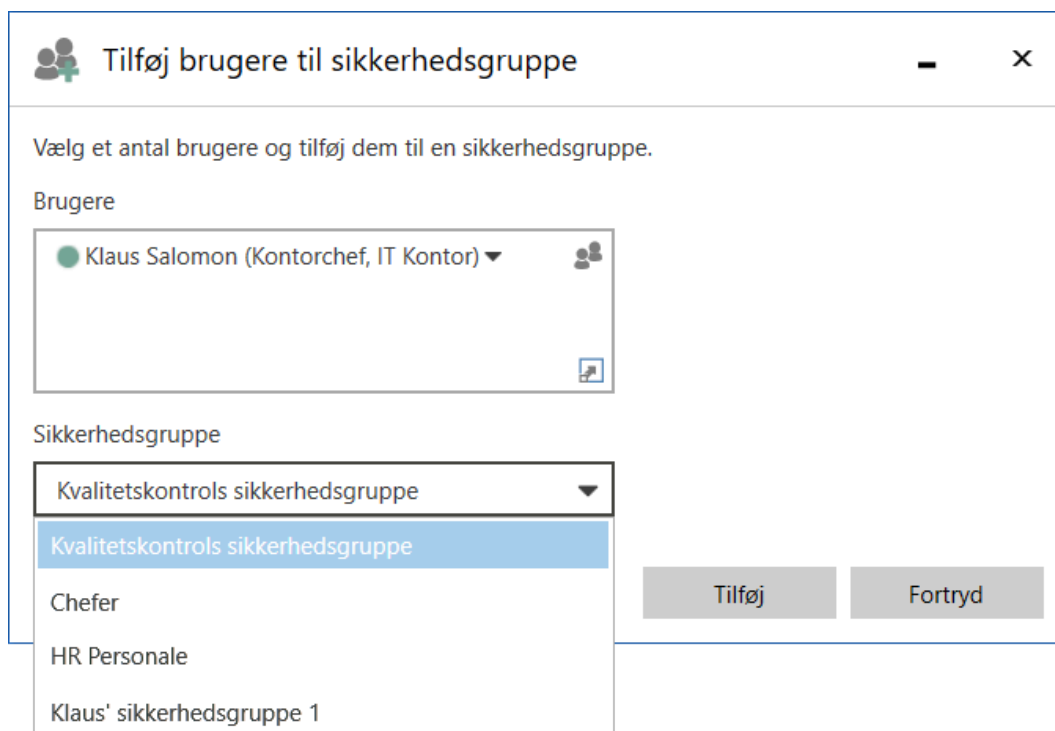 Tilføj brugere til sikkerhedsgruppe
Vælg et antal brugere og tilføj dem til en sikkerhedsgruppe.
Brugere
Klaus Salomon (Kontorchef, IT Kontor)
Sikkerhedsgruppe
Kvalitetskontrols sikkerhedsgruppe
Kvalitetskontrols sikkerhedsgruppe
Chefer
HR Personale
Klaus' sikkerhedsgruppe 1
Tilføj Fortryd